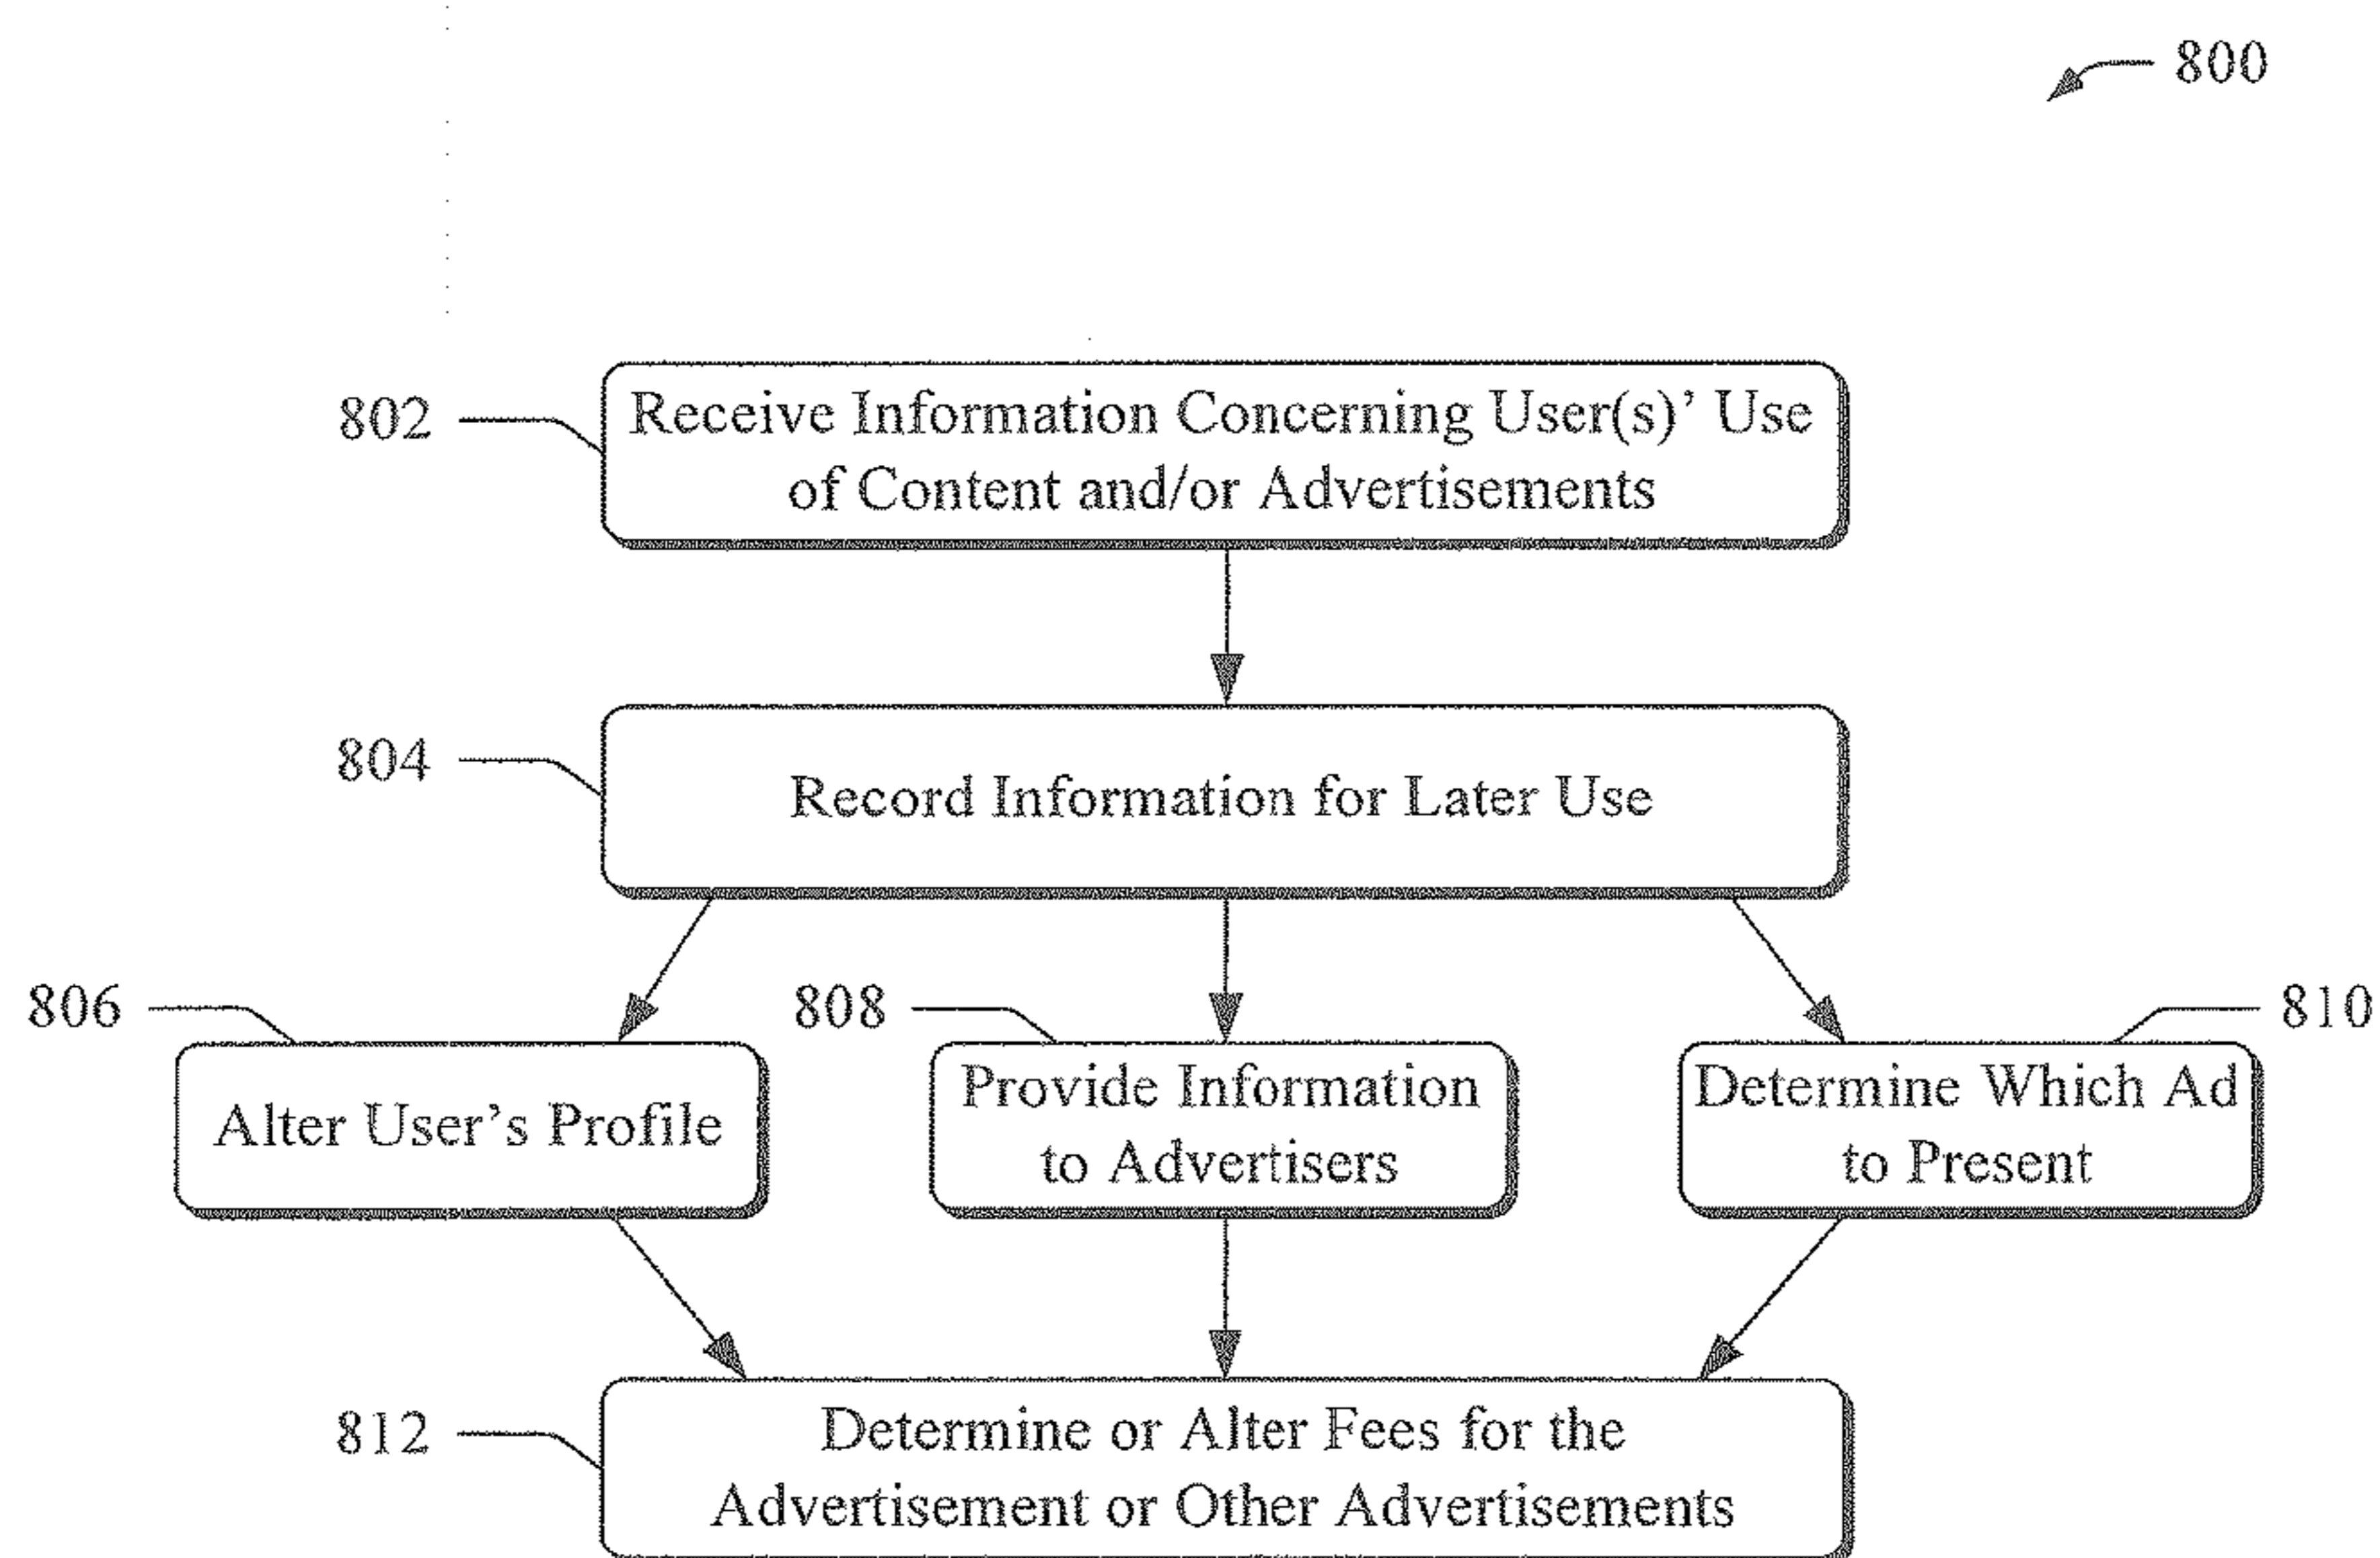 800
802
Receive Information Concerning User(s)’ Use
of Content and/or Advertisements
804
Record Information for Later Use
806
808
810
Alter User’s Profile
Provide Information
to Advertisers
Determine Which Ad
to Present
812
Determine or Alter Fees for the
Advertisement or Other Advertisements